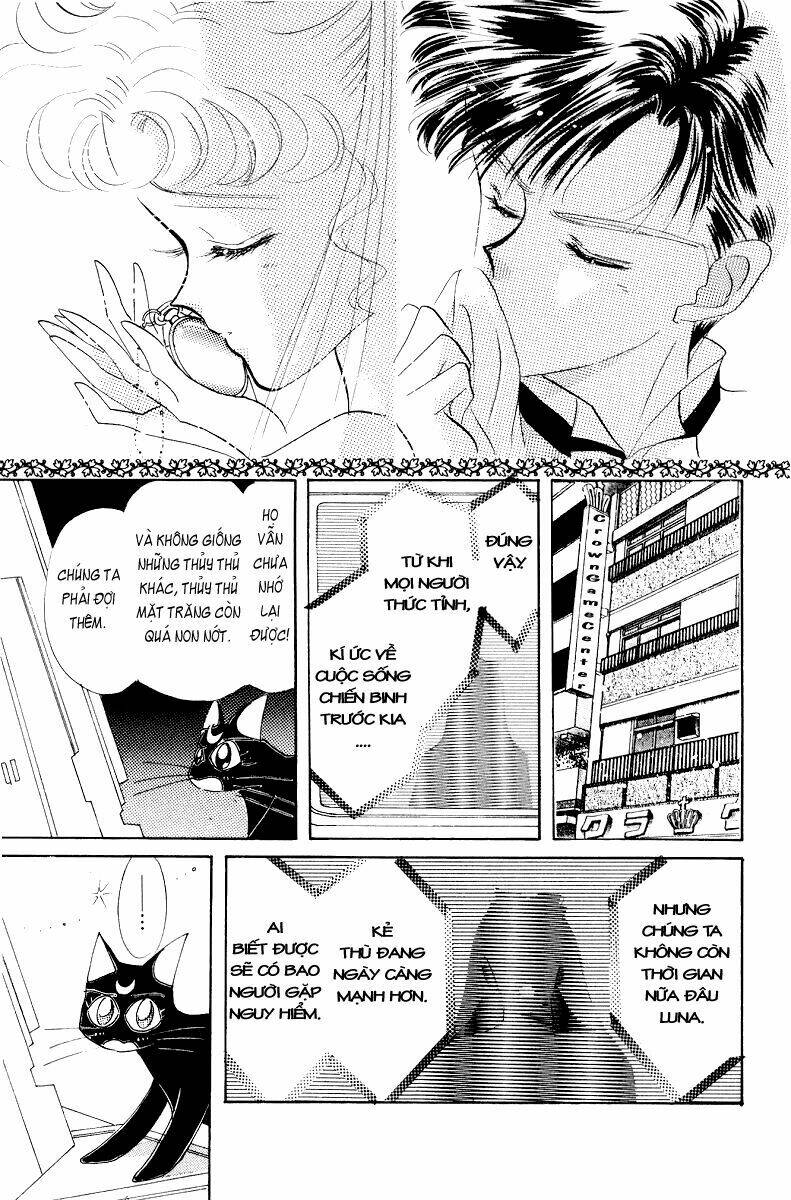 Crown Game Center
クラウ
ĐÚNG
VẬY.
TỪ KHI
MỌI NGƯỜI
THỨC TỈNH,
KÍ ỨC VỀ
CUỘC SỐNG
CHIẾN BINH
TRƯỚC KIA
....
HỌ
VẪN
CHƯA
NHỚ
LẠI
ĐƯỢC!
VÀ KHÔNG GIỐNG
NHỮNG THỦY THỦ
KHÁC, THỦY THỦ
MẶT TRĂNG CÒN
QUÁ NON NỚT.
CHÚNG TA
PHẢI ĐỢI
THÊM.
NHƯNG
CHÚNG TA
KHÔNG CÒN
THỜI GIAN
NỮA ĐÂU
LUNA.
KẺ
THÙ ĐANG
NGÀY CÀNG
MẠNH HƠN.
AI
BIẾT ĐƯỢC
SẼ CÓ BAO
NGƯỜI GẶP
NGUY HIỂM.
...